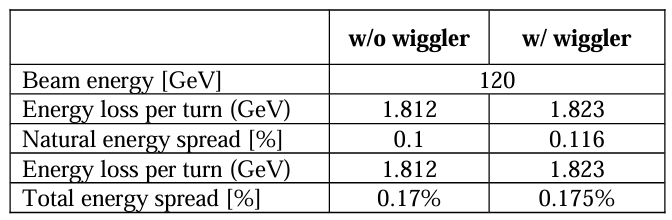 w/o wiggler w/ wiggler
Beam energy [GeV] 120
Energy loss per turn (GeV) 1.812 1.823
Natural energy spread [%] 0.1 0.116
Energy loss per turn (GeV) 1.812 1.823
Total energy spread [%] 0.17% 0.175%